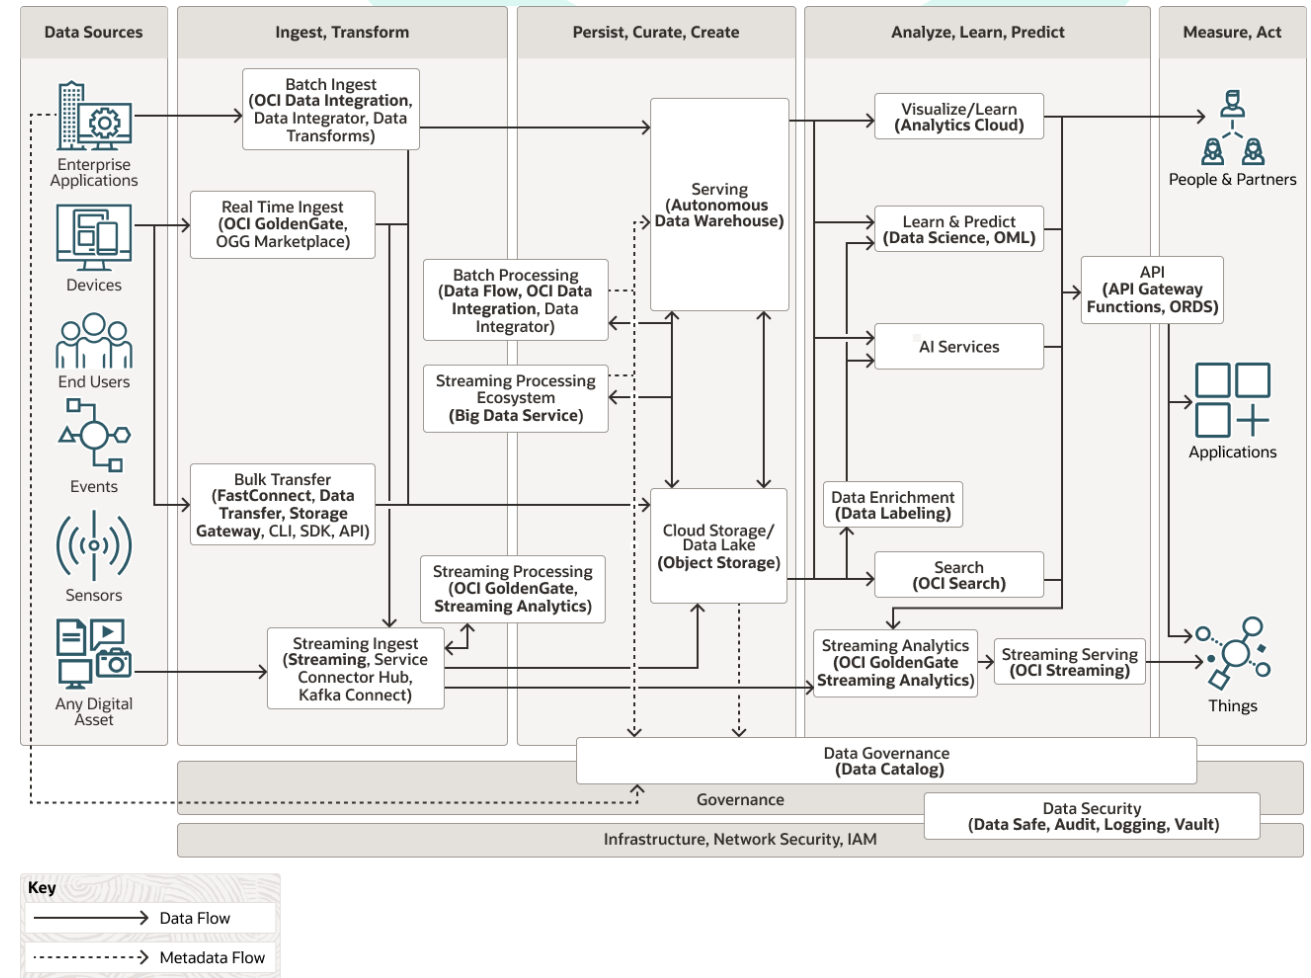 Data Sources
Ingest, Transform
Persist, Curate, Create
Analyze, Learn, Predict
Measure, Act
Enterprise
Applications
Devices
End Users
Events
Sensors
Any Digital
Asset
Batch Ingest
(OCI Data Integration,
Data Integrator, Data
Transforms)
Real Time Ingest
(OCI GoldenGate,
OGG Marketplace)
Bulk Transfer
(FastConnect, Data
Transfer, Storage
Gateway, CLI, SDK, API)
Streaming Ingest
(Streaming, Service
Connector Hub,
Kafka Connect)
Batch Processing
(Data Flow, OCI Data
Integration, Data
Integrator)
Streaming Processing
Ecosystem
(Big Data Service)
Streaming Processing
(OCI GoldenGate,
Streaming Analytics)
Serving
(Autonomous
Data Warehouse)
Cloud Storage/
Data Lake
(Object Storage)
Visualize/Learn
(Analytics Cloud)
Learn & Predict
(Data Science, OML)
AI Services
Data Enrichment
(Data Labeling)
Search
(OCI Search)
Streaming Analytics
(OCI GoldenGate
Streaming Analytics)
Streaming Serving
(OCI Streaming)
API
(API Gateway
Functions, ORDS)
People & Partners
Applications
Things
Data Governance
(Data Catalog)
Governance
Data Security
(Data Safe, Audit, Logging, Vault)
Infrastructure, Network Security, IAM
Key
Data Flow
Metadata Flow